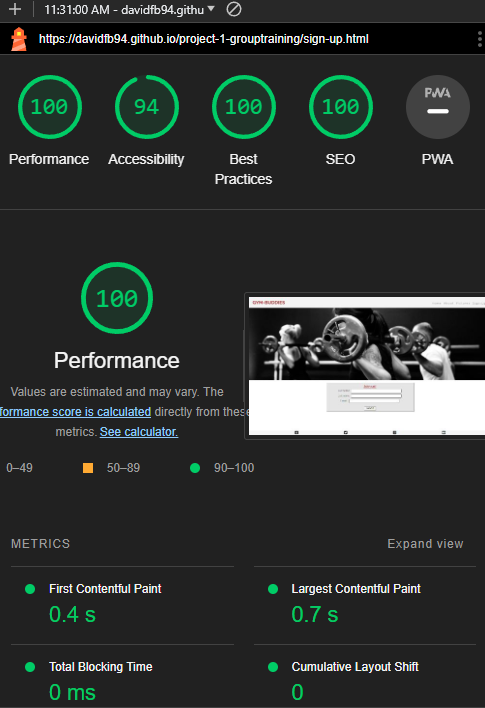 11:31:00 AM - davidfb94.githu
https://davidfb94.github.io/project-1-grouptraining/sign-up.html
100
94
100
100
PWA
Performance
Accessibility
Best
Practices
SEO
PWA
100
Performance
Values are estimated and may vary. The
formance score is calculated directly from these
metrics. See calculator.
GYM BUDDIES
0–49
50–89
90–100
METRICS
Expand view
First Contentful Paint
0.4 s
Largest Contentful Paint
0.7 s
Total Blocking Time
0 ms
Cumulative Layout Shift
0